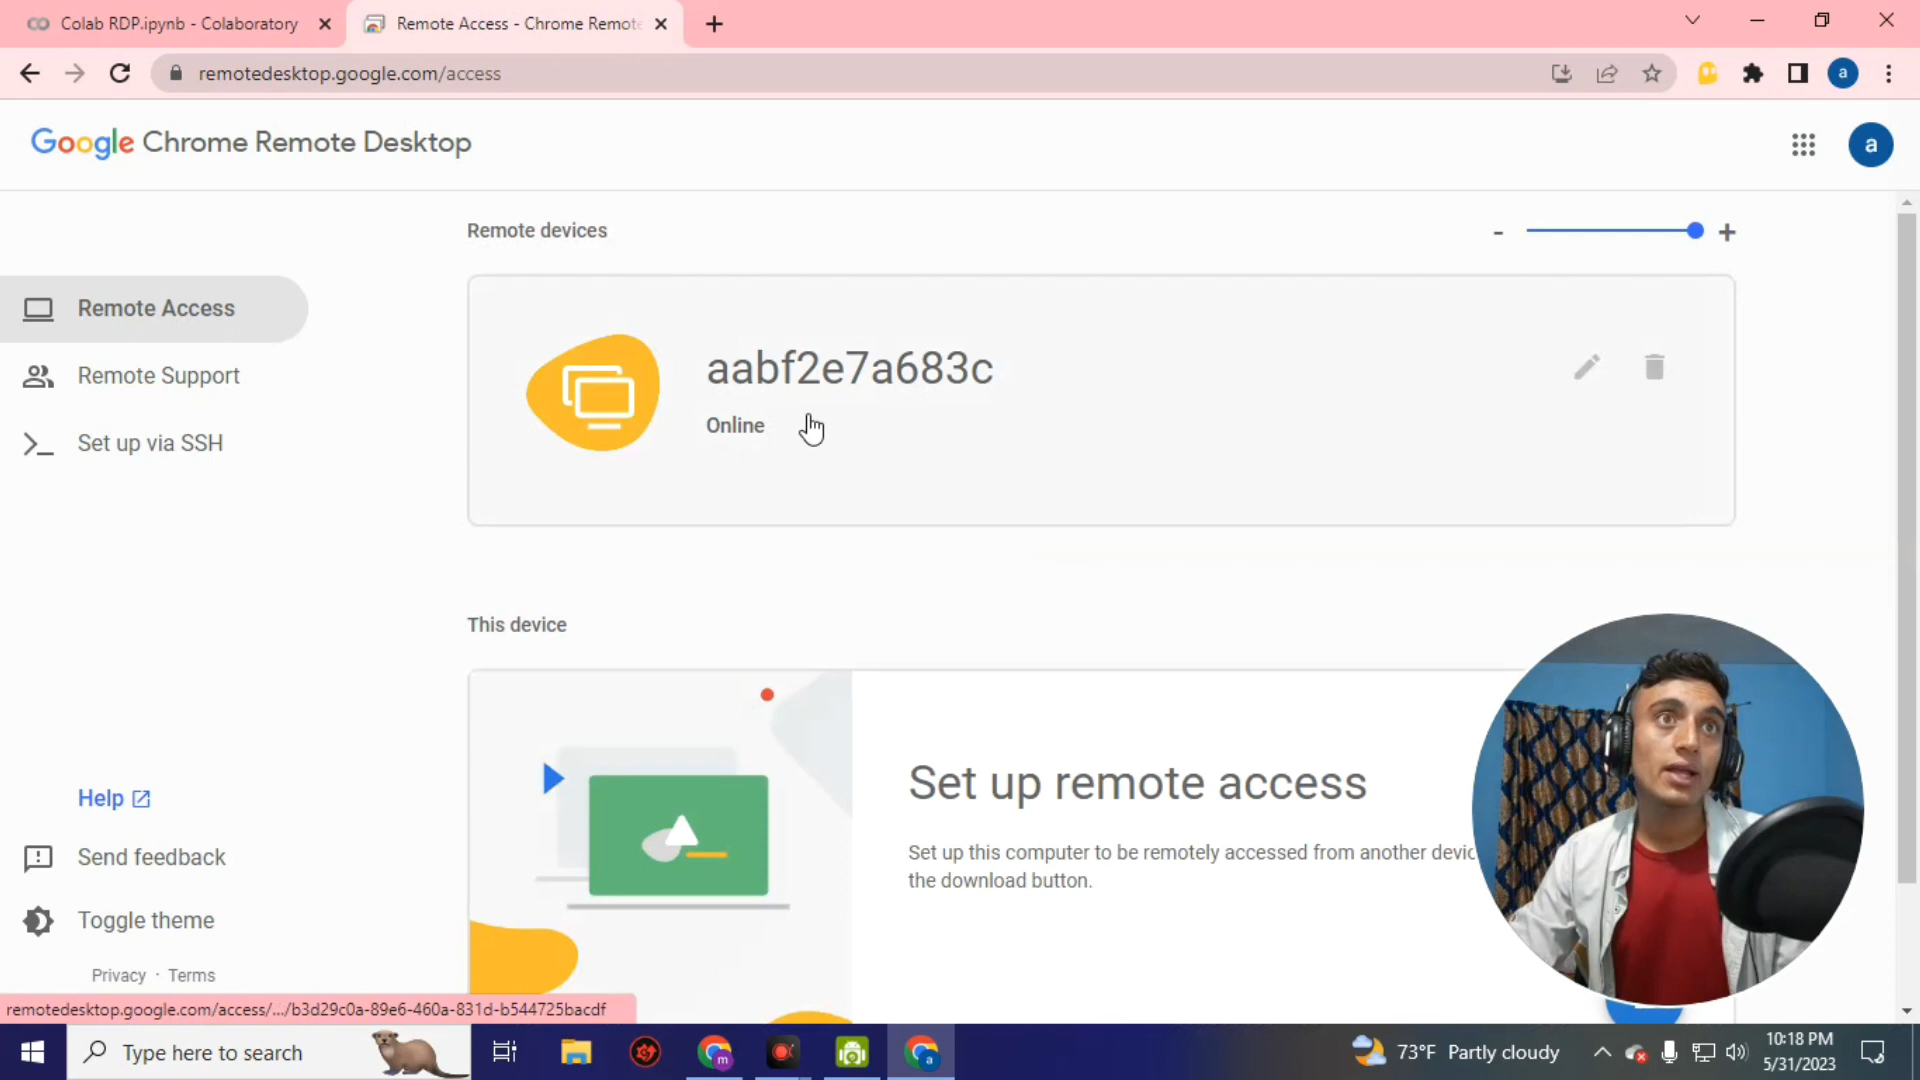 Colab RDP.ipynb - Colaboratory
Remote Access - Chrome Remote
remotedesktop.google.com/access
a
Google Chrome Remote Desktop
a
Remote devices
- +
Remote Access
aabf2e7a683c
Online
Remote Support
Set up via SSH
This device
Set up remote access
Set up this computer to be remotely accessed from another devic
the download button.
Help
Send feedback
Toggle theme
Privacy · Terms
remotedesktop.google.com/access/.../b3d29c0a-89e6-460a-831d-b544725bacdf
Type here to search
m
a
73°F Partly cloudy
10:18 PM
5/31/2023